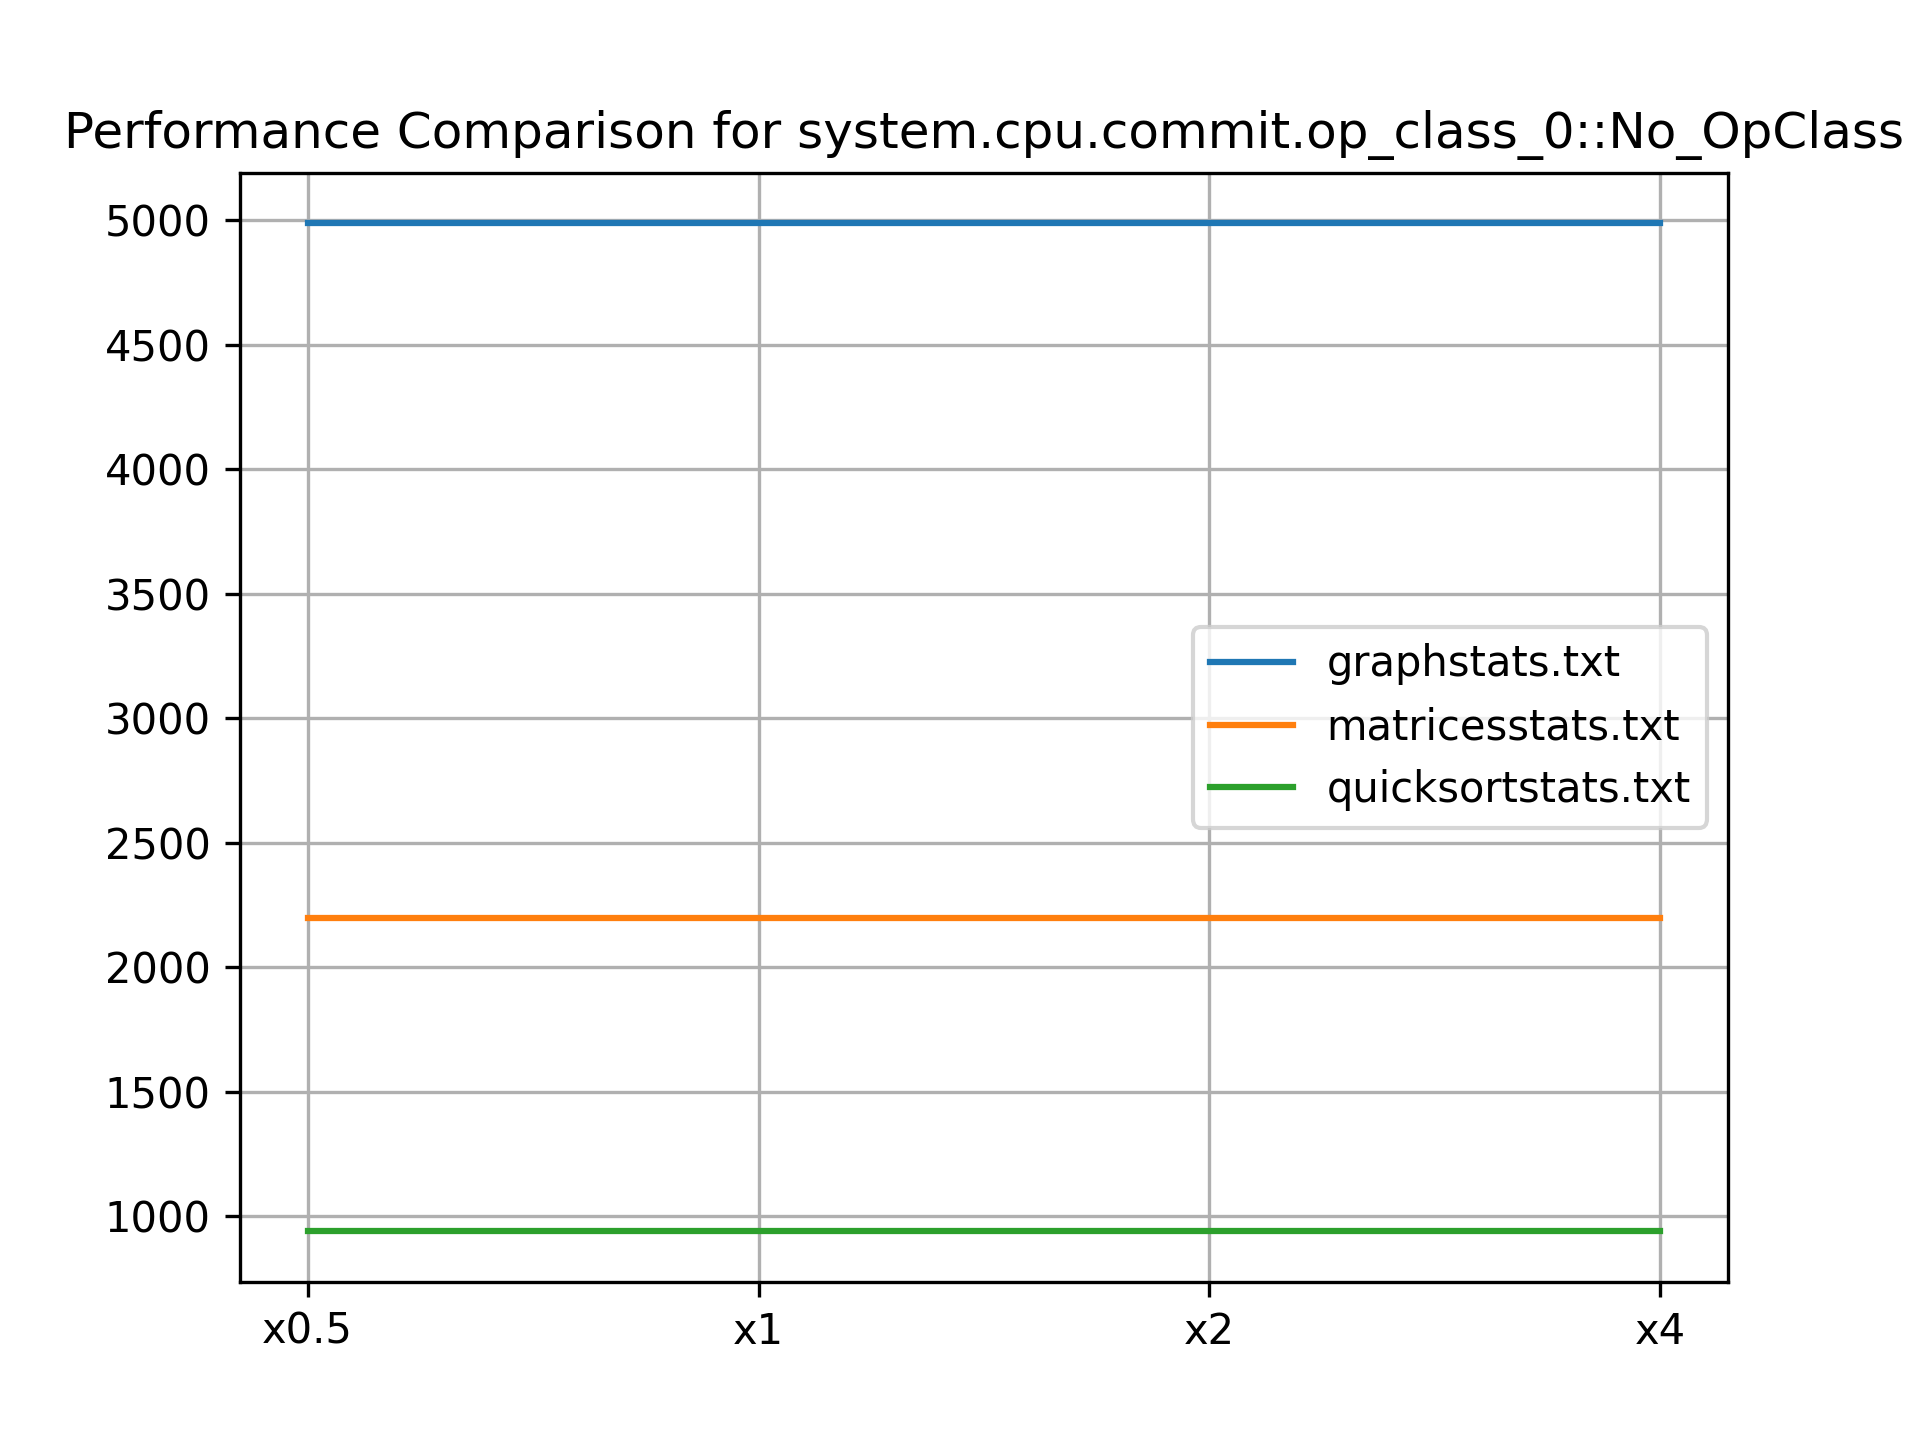 Performance Comparison for system.cpu.commit.op_class_0::No_OpClass
5000
4500
4000
3500
3000
2500
2000
1500
1000
graphstats.txt
matricesstats.txt
quicksortstats.txt
x0.5 x1 x2 x4